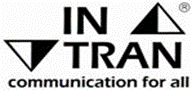 IN ®
TRAN
communication for all